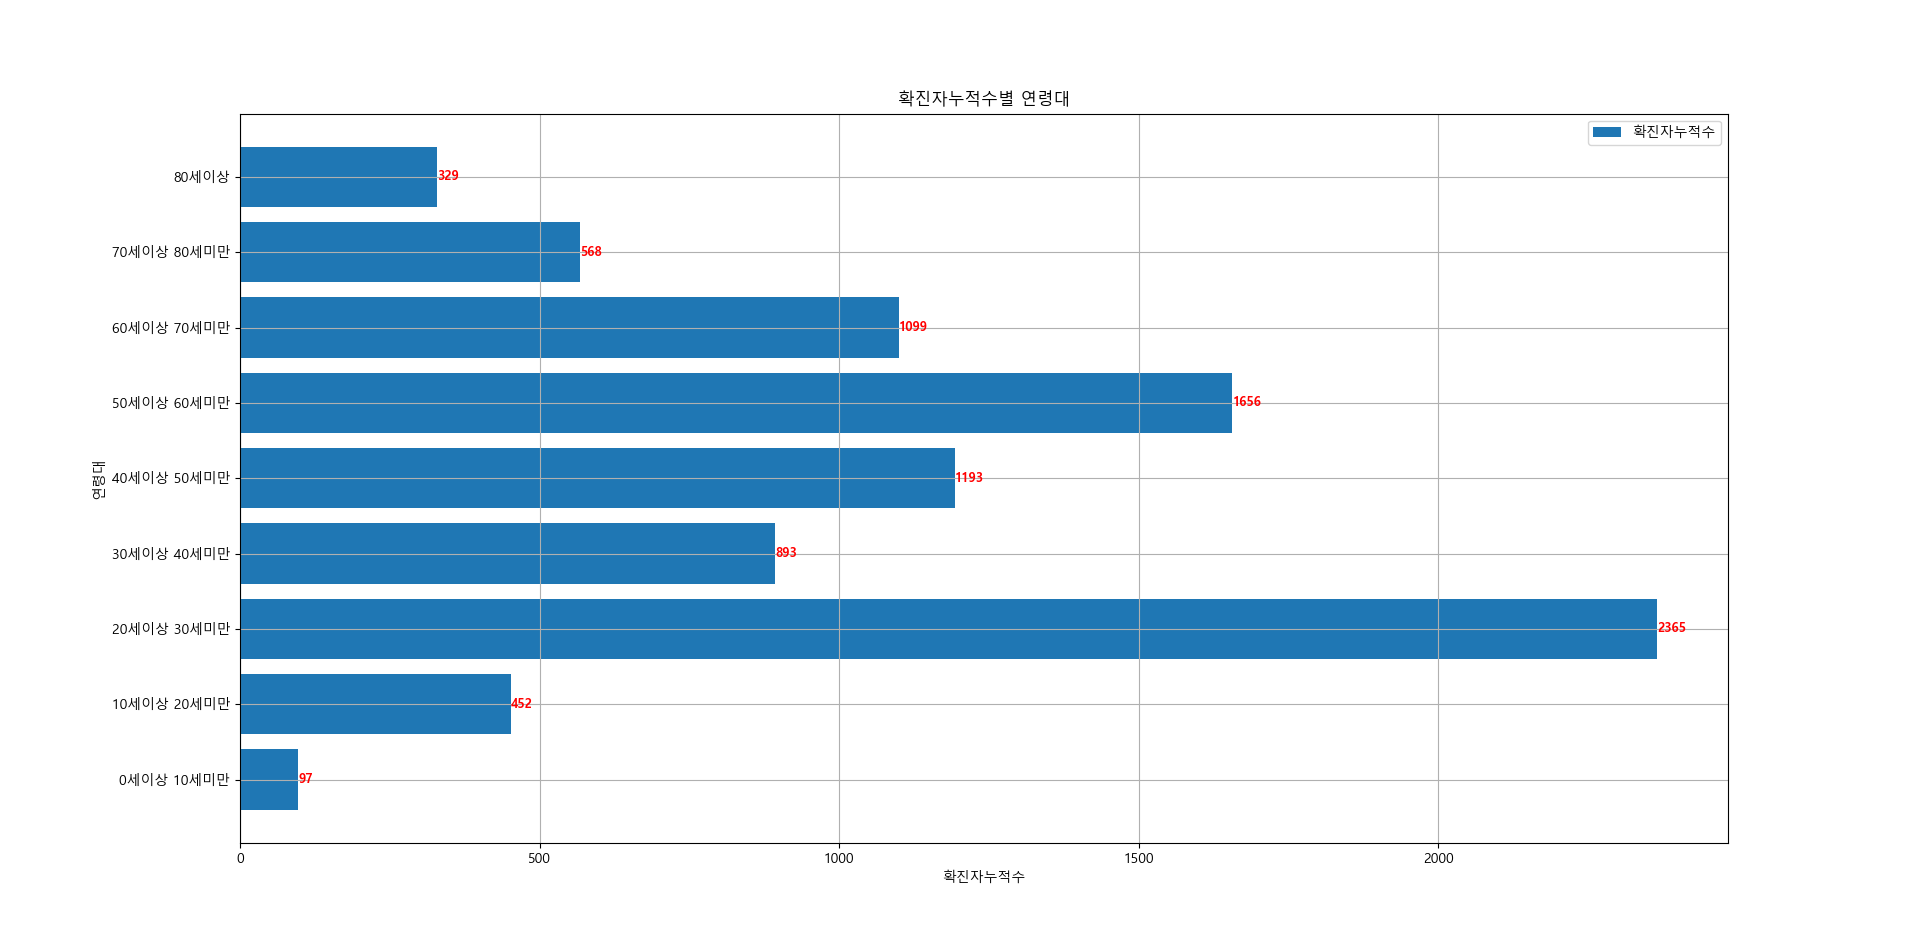 확진자누적수별 연령대
확진자누적수
80세이상
329
70세이상 80세미만
568
60세이상 70세미만
1099
50세이상 60세미만
1656
40세이상 50세미만
1193
30세이상 40세미만
893
20세이상 30세미만
2365
10세이상 20세미만
452
0세이상 10세미만
97
연령대
0 500 1000 1500 2000
확진자누적수